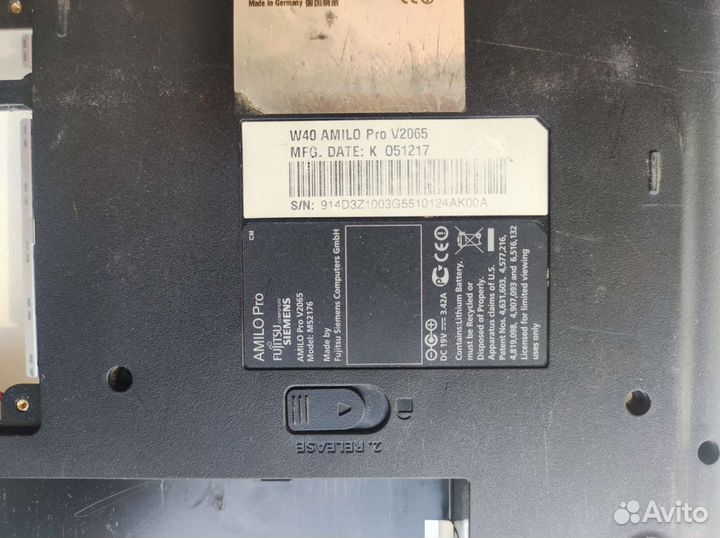 Made in Germany 德国制造
W40 AMILO Pro V2065
MFG. DATE: K 051217
S/N: 914D3Z1003G5510124AK00A
CM
AMILO Pro
FUJITSU COMPUTERS
SIEMENS
AMILO Pro V2065
Model: MS2176
Made by
Fujitsu Siemens Computers GmbH
CE
DC 19V 3.42A
Contains:Lithium Battery,
must be Recycled or
Disposed of Properly.
Apparatus claims of U.S.
Patent Nos. 4,631,603, 4,577,216,
4,819,098, 4,907,093 and 6,516,132
Licensed for limited viewing
uses only
2. RELEASE
Avito